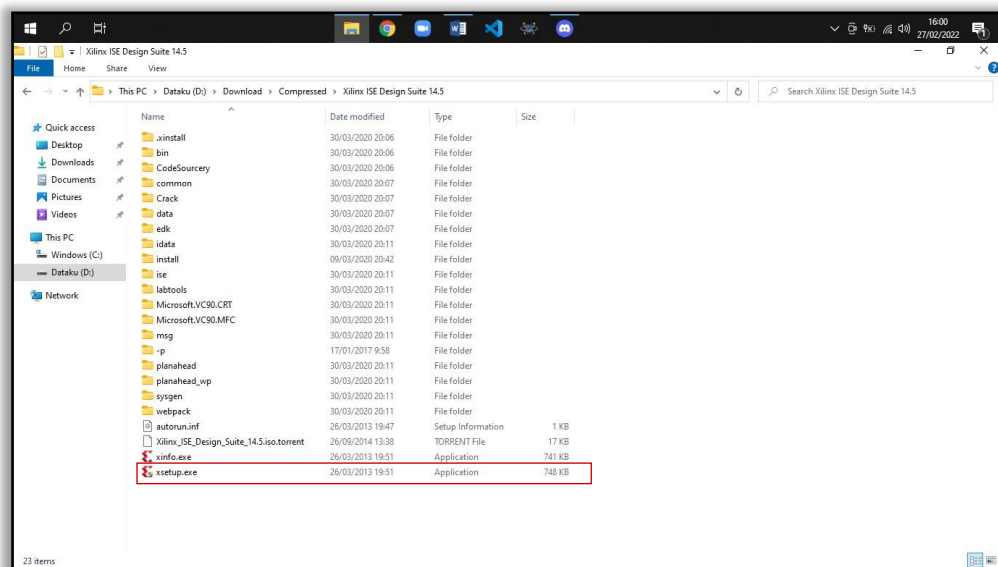 16:00
27/02/2022
Xilinx ISE Design Suite 14.5
File Home Share View
This PC > Dataku (D:) > Download > Compressed > Xilinx ISE Design Suite 14.5
Search Xilinx ISE Design Suite 14.5
Quick access
Desktop
Downloads
Documents
Pictures
Videos
This PC
Windows (C:)
Dataku (D:)
Network
Name Date modified Type Size
.xinstall 30/03/2020 20:06 File folder
bin 30/03/2020 20:06 File folder
CodeSourcery 30/03/2020 20:06 File folder
common 30/03/2020 20:07 File folder
Crack 30/03/2020 20:07 File folder
data 30/03/2020 20:07 File folder
edk 30/03/2020 20:07 File folder
idata 30/03/2020 20:11 File folder
install 09/03/2020 20:42 File folder
ise 30/03/2020 20:11 File folder
labtools 30/03/2020 20:11 File folder
Microsoft.VC90.CRT 30/03/2020 20:11 File folder
Microsoft.VC90.MFC 30/03/2020 20:11 File folder
msg 30/03/2020 20:11 File folder
-p 17/01/2017 9:58 File folder
planahead 30/03/2020 20:11 File folder
planahead_wp 30/03/2020 20:11 File folder
sysgen 30/03/2020 20:11 File folder
webpack 30/03/2020 20:11 File folder
autorun.inf 26/03/2013 19:47 Setup Information 1 KB
Xilinx_ISE_Design_Suite_14.5.iso.torrent 26/09/2014 13:38 TORRENT File 17 KB
xinfo.exe 26/03/2013 19:51 Application 741 KB
xsetup.exe 26/03/2013 19:51 Application 748 KB
23 items